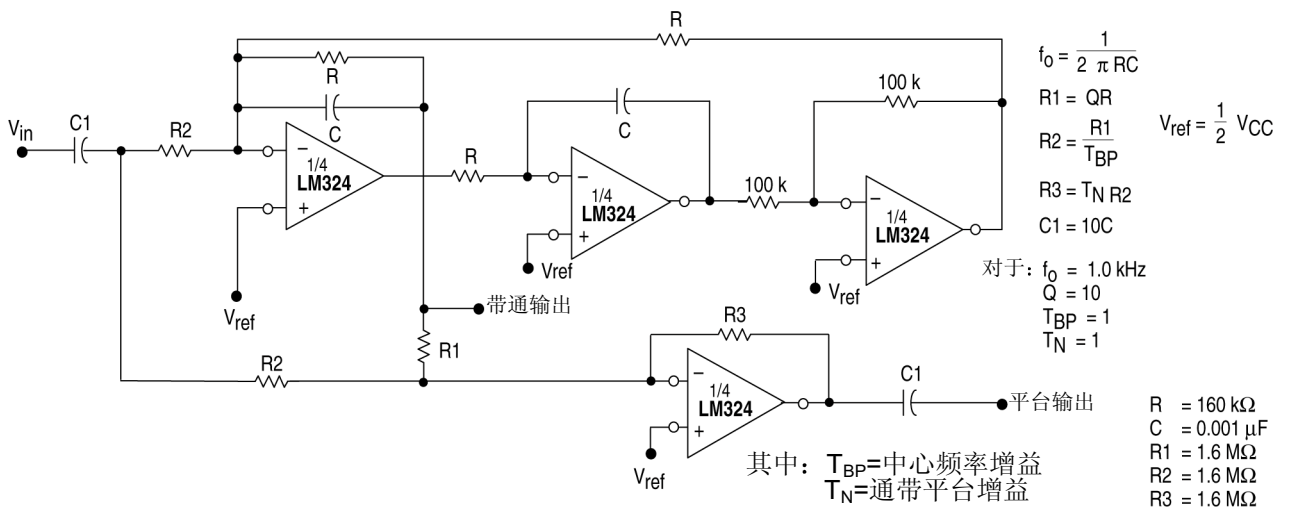 R
R
C
Vin
C1
R2
1/4
LM324
Vref
R
C
1/4
LM324
Vref
100 k
100 k
1/4
LM324
Vref
带通输出
R1
R2
R3
1/4
LM324
Vref
C1
平台输出
fo = 1 / 2 π RC
R1 = QR
R2 = R1 / TBP
R3 = TN R2
C1 = 10C
Vref = 1/2 VCC
对于: fo = 1.0 kHz
Q = 10
TBP = 1
TN = 1
R = 160 kΩ
C = 0.001 μF
R1 = 1.6 MΩ
R2 = 1.6 MΩ
R3 = 1.6 MΩ
其中: TBP=中心频率增益
TN=通带平台增益